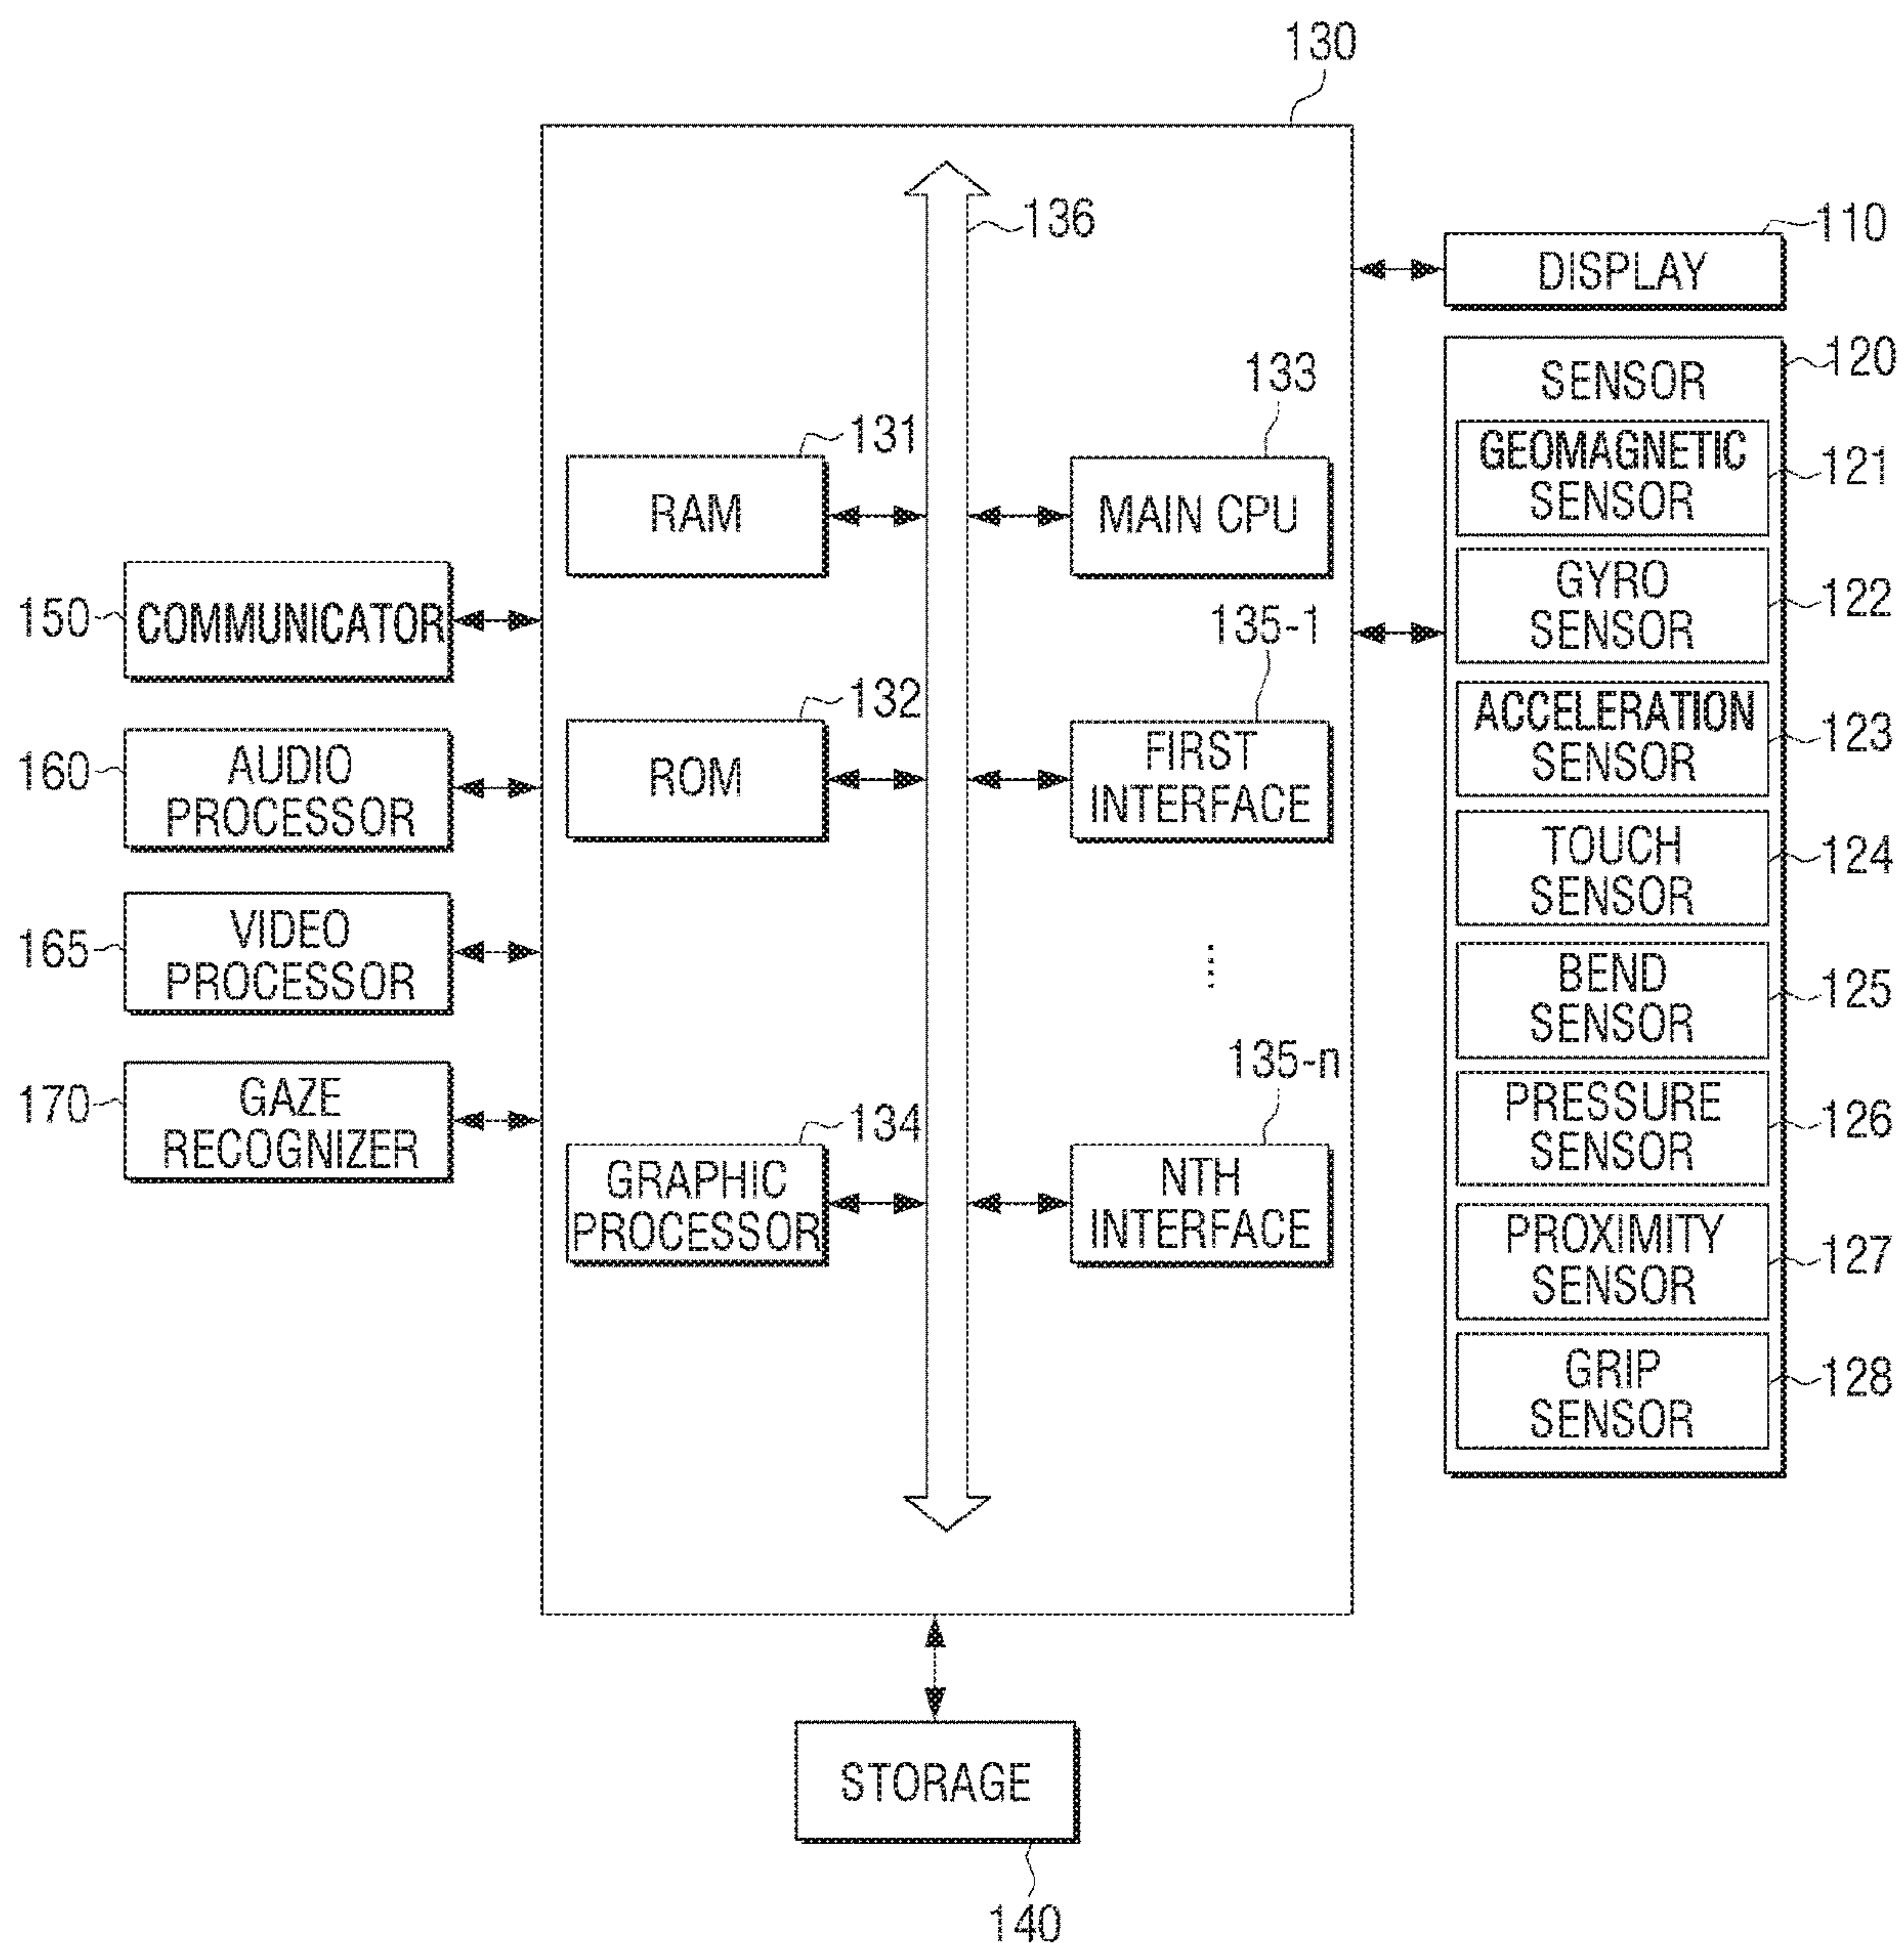 130
136
110
DISPLAY
120
SENSOR
133
131
GEOMAGNETIC
SENSOR
121
RAM
MAIN CPU
GYRO
SENSOR
122
150
COMMUNICATOR
135-1
132
ACCELERATION
SENSOR
123
160
AUDIO
PROCESSOR
ROM
FIRST
INTERFACE
TOUCH
SENSOR
124
165
VIDEO
PROCESSOR
BEND
SENSOR
125
135-n
170
GAZE
RECOGNIZER
134
PRESSURE
SENSOR
126
GRAPHIC
PROCESSOR
NTH
INTERFACE
PROXIMITY
SENSOR
127
GRIP
SENSOR
128
STORAGE
140